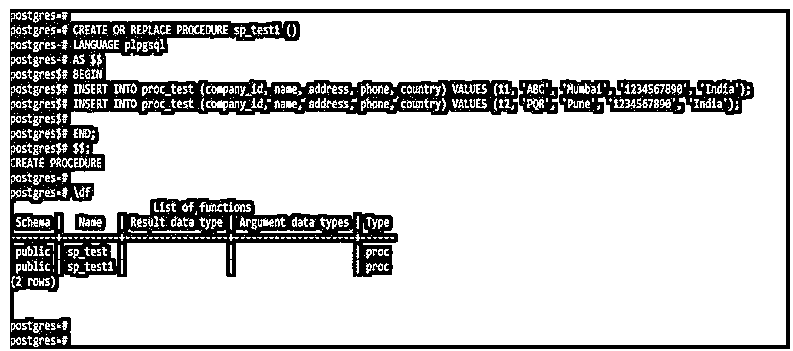 postgres=#
postgres=# CREATE OR REPLACE PROCEDURE sp_test1 ()
postgres-# LANGUAGE plpgsql
postgres-# AS $$
postgres$# BEGIN
postgres$# INSERT INTO proc_test (company_id, name, address, phone, country) VALUES (11, 'ABC', 'Mumbai', '1234567890', 'India');
postgres$# INSERT INTO proc_test (company_id, name, address, phone, country) VALUES (12, 'PQR', 'Pune', '1234567890', 'India');
postgres$#
postgres$# END;
postgres$# $$;
CREATE PROCEDURE
postgres=#
postgres=# \df
List of functions
Schema | Name | Result data type | Argument data types | Type
public | sp_test | | | proc
public | sp_test1 | | | proc
(2 rows)
postgres=#
postgres=#